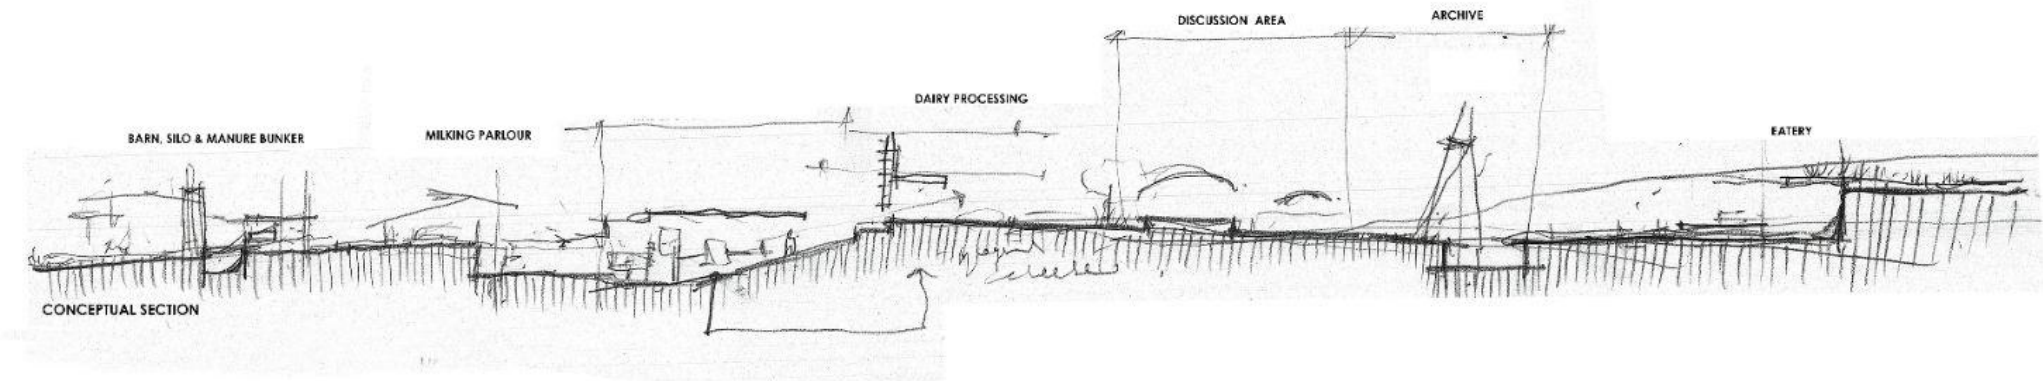 DISCUSSION AREA
ARCHIVE
DAIRY PROCESSING
BARN, SILO & MANURE BUNKER
MILKING PARLOUR
EATERY
CONCEPTUAL SECTION